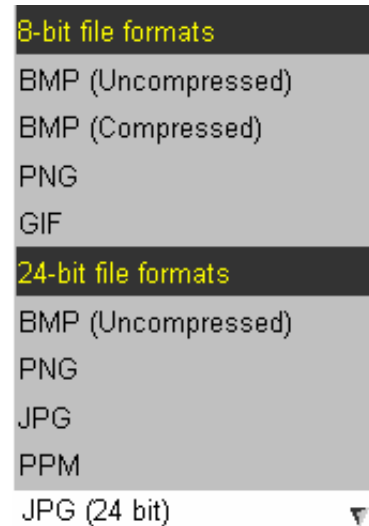 8-bit file formats
BMP (Uncompressed)
BMP (Compressed)
PNG
GIF
24-bit file formats
BMP (Uncompressed)
PNG
JPG
PPM
JPG (24 bit)